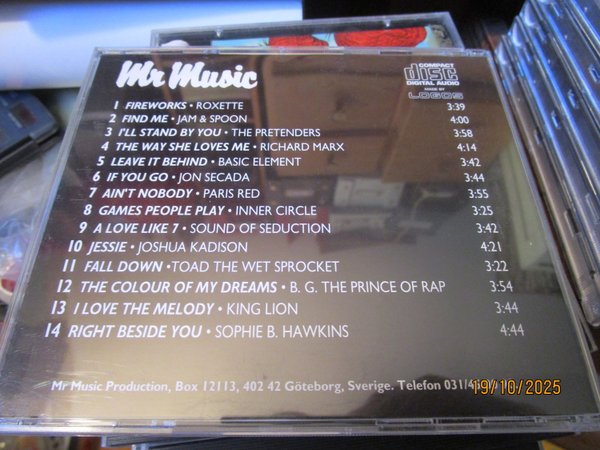 Mr Music
COMPACT
disc
DIGITAL AUDIO
MADE BY
LOGOS
1 FIREWORKS • ROXETTE 3:39
2 FIND ME • JAM & SPOON 4:00
3 I'LL STAND BY YOU • THE PRETENDERS 3:58
4 THE WAY SHE LOVES ME • RICHARD MARX 4:14
5 LEAVE IT BEHIND • BASIC ELEMENT 3:42
6 IF YOU GO • JON SECADA 3:44
7 AIN'T NOBODY • PARIS RED 3:55
8 GAMES PEOPLE PLAY • INNER CIRCLE 3:25
9 A LOVE LIKE 7 • SOUND OF SEDUCTION 3:42
10 JESSIE • JOSHUA KADISON 4:21
11 FALL DOWN •TOAD THE WET SPROCKET 3:22
12 THE COLOUR OF MY DREAMS • B. G. THE PRINCE OF RAP 3:54
13 I LOVE THE MELODY • KING LION 3:44
14 RIGHT BESIDE YOU • SOPHIE B. HAWKINS 4:44
Mr Music Production, Box 12113, 402 42 Göteborg, Sverige. Telefon
19/10/2025